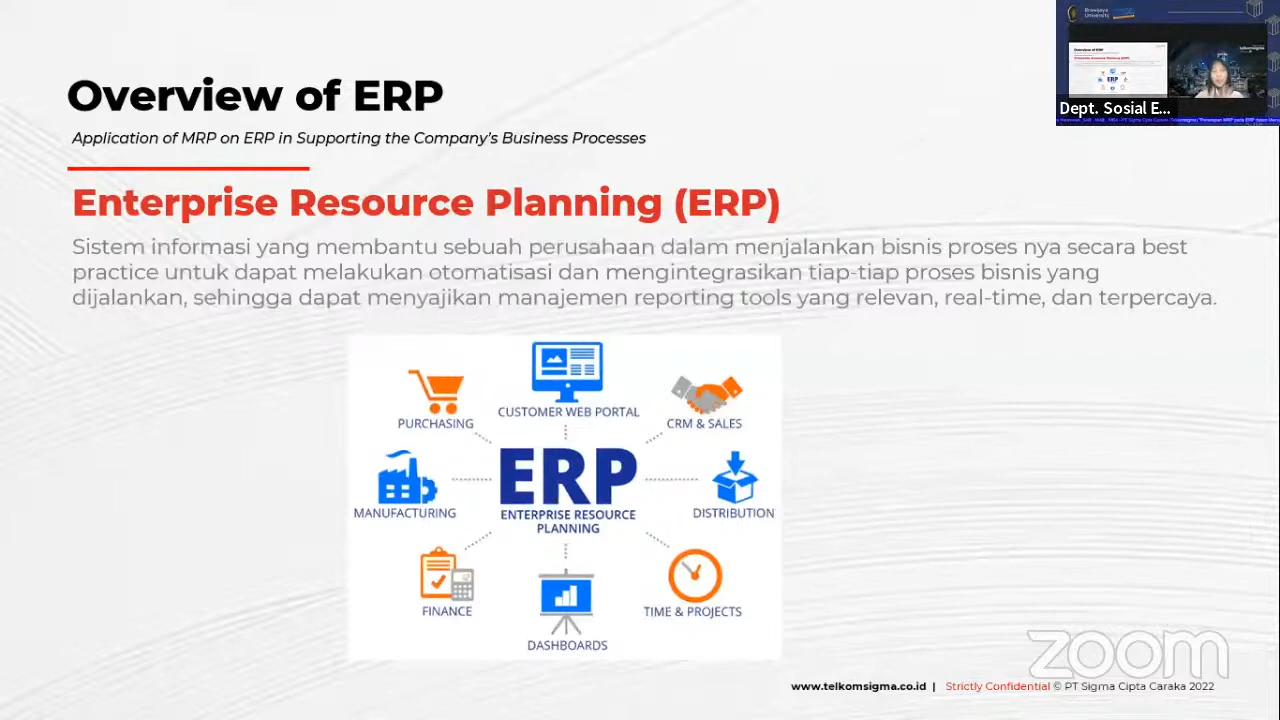 Overview of ERP
Application of MRP on ERP in Supporting the Company's Business Processes
Enterprise Resource Planning (ERP)
Sistem informasi yang membantu sebuah perusahaan dalam menjalankan bisnis proses nya secara best
practice untuk dapat melakukan otomatisasi dan mengintegrasikan tiap-tiap proses bisnis yang
dijalankan, sehingga dapat menyajikan manajemen reporting tools yang relevan, real-time, dan terpercaya.
Brawijaya
University
Dept. Sosial E...
CUSTOMER WEB PORTAL
PURCHASING
CRM & SALES
ERP
ENTERPRISE RESOURCE
PLANNING
MANUFACTURING
DISTRIBUTION
FINANCE
TIME & PROJECTS
DASHBOARDS
zoom
www.telkomsigma.co.id | Strictly Confidential © PT Sigma Cipta Caraka 2022